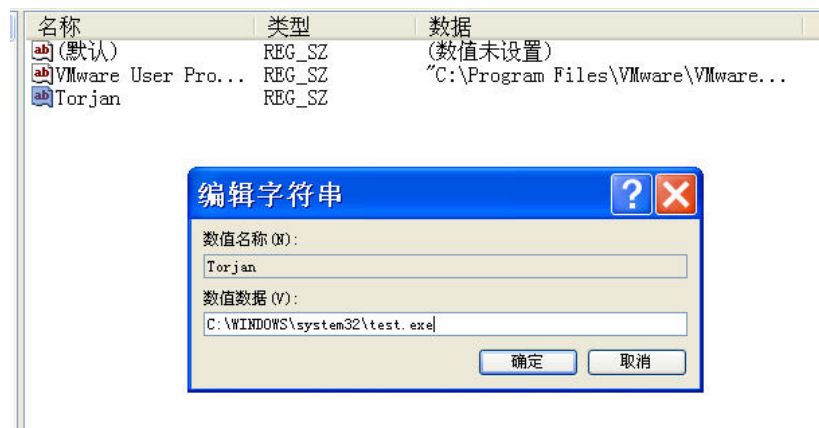 名称 类型 数据
(默认) REG_SZ (数值未设置)
VMware User Pro... REG_SZ "C:\Program Files\VMware\VMware...
Torjan REG_SZ
编辑字符串
数值名称(N):
Torjan
数值数据(V):
C:\WINDOWS\system32\test.exe
确定 取消